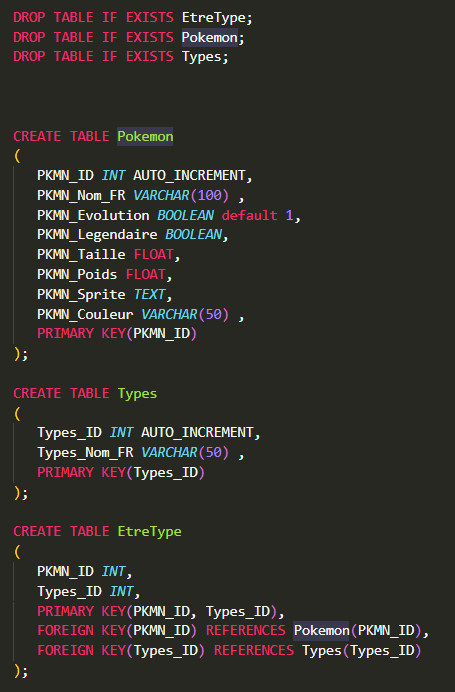 DROP TABLE IF EXISTS EtreType;
DROP TABLE IF EXISTS Pokemon;
DROP TABLE IF EXISTS Types;
CREATE TABLE Pokemon
(
PKMN_ID INT AUTO_INCREMENT,
PKMN_Nom_FR VARCHAR(100) ,
PKMN_Evolution BOOLEAN default 1,
PKMN_Legendaire BOOLEAN,
PKMN_Taille FLOAT,
PKMN_Poids FLOAT,
PKMN_Sprite TEXT,
PKMN_Couleur VARCHAR(50) ,
PRIMARY KEY(PKMN_ID)
);
CREATE TABLE Types
(
Types_ID INT AUTO_INCREMENT,
Types_Nom_FR VARCHAR(50) ,
PRIMARY KEY(Types_ID)
);
CREATE TABLE EtreType
(
PKMN_ID INT,
Types_ID INT,
PRIMARY KEY(PKMN_ID, Types_ID),
FOREIGN KEY(PKMN_ID) REFERENCES Pokemon(PKMN_ID),
FOREIGN KEY(Types_ID) REFERENCES Types(Types_ID)
);